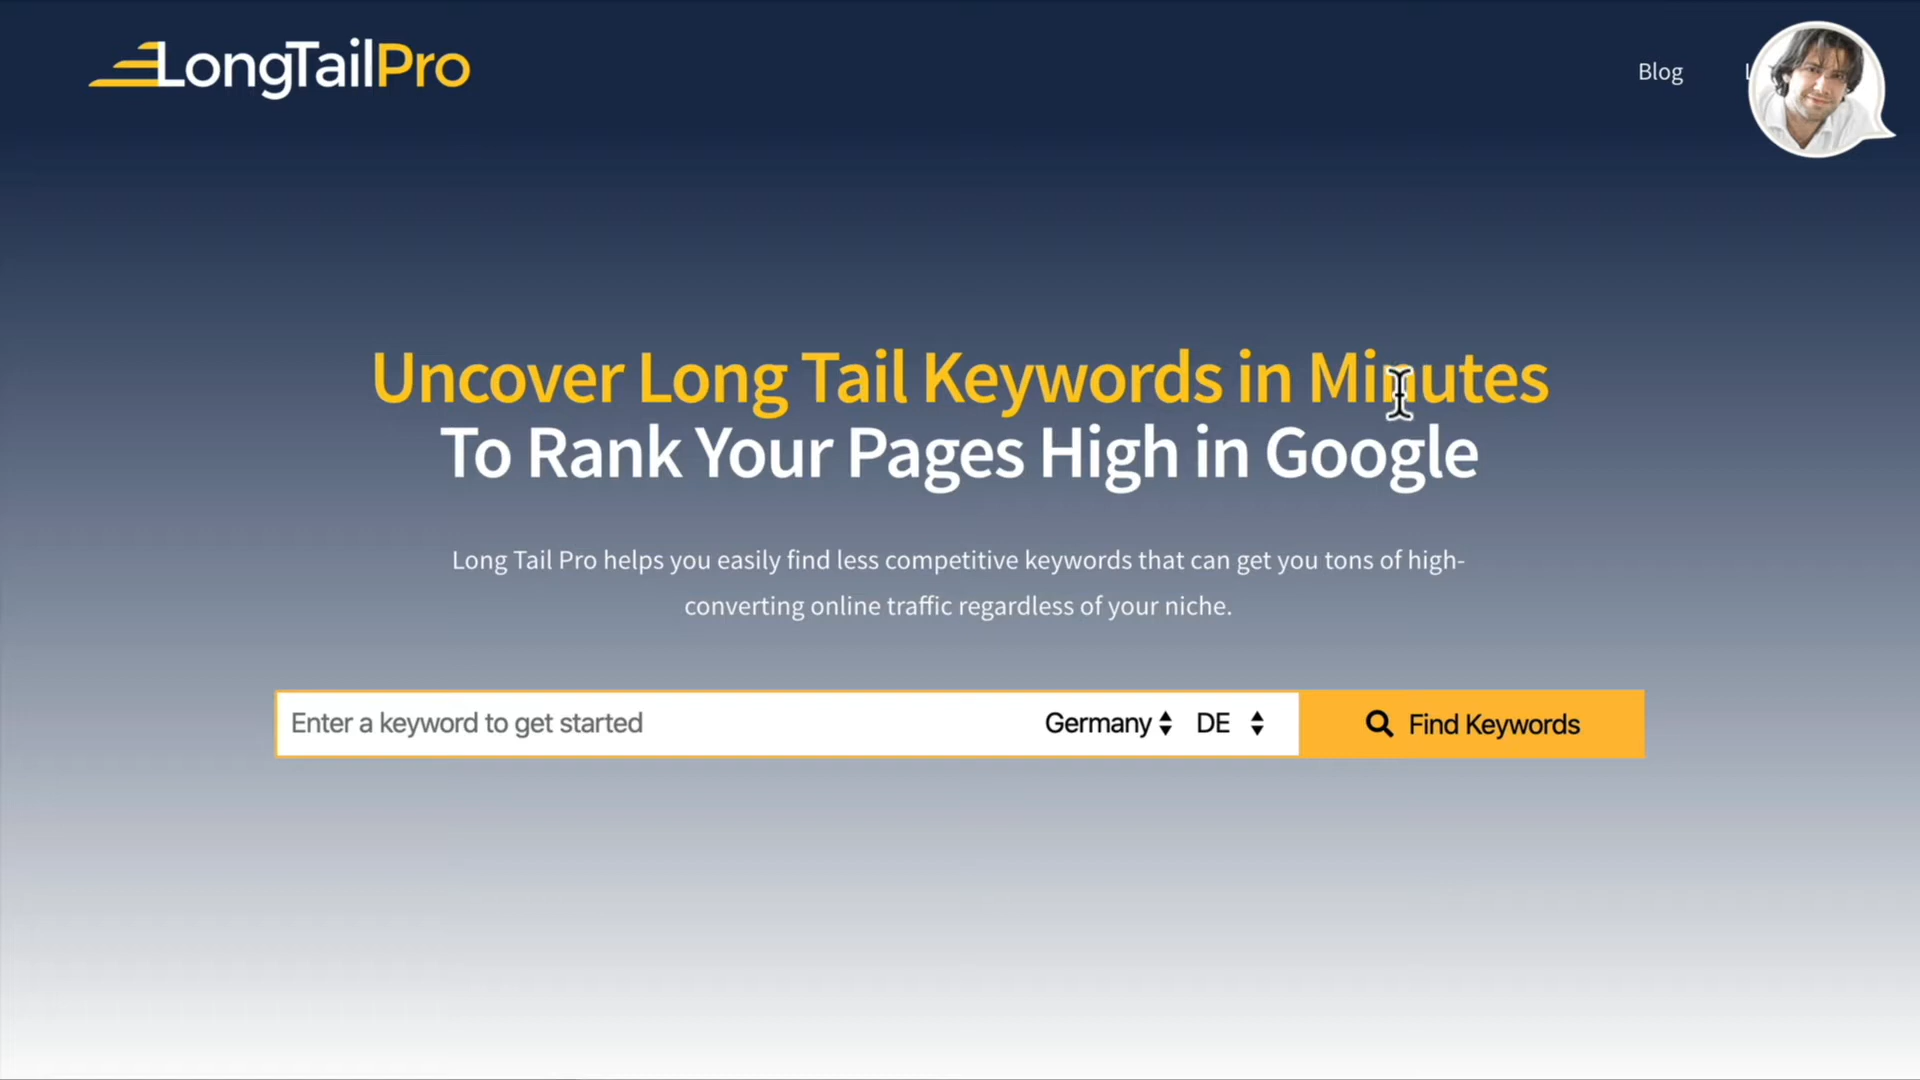 LongTailPro
Blog
Uncover Long Tail Keywords in Minutes
To Rank Your Pages High in Google
Long Tail Pro helps you easily find less competitive keywords that can get you tons of high-
converting online traffic regardless of your niche.
Enter a keyword to get started
Germany
DE
Find Keywords